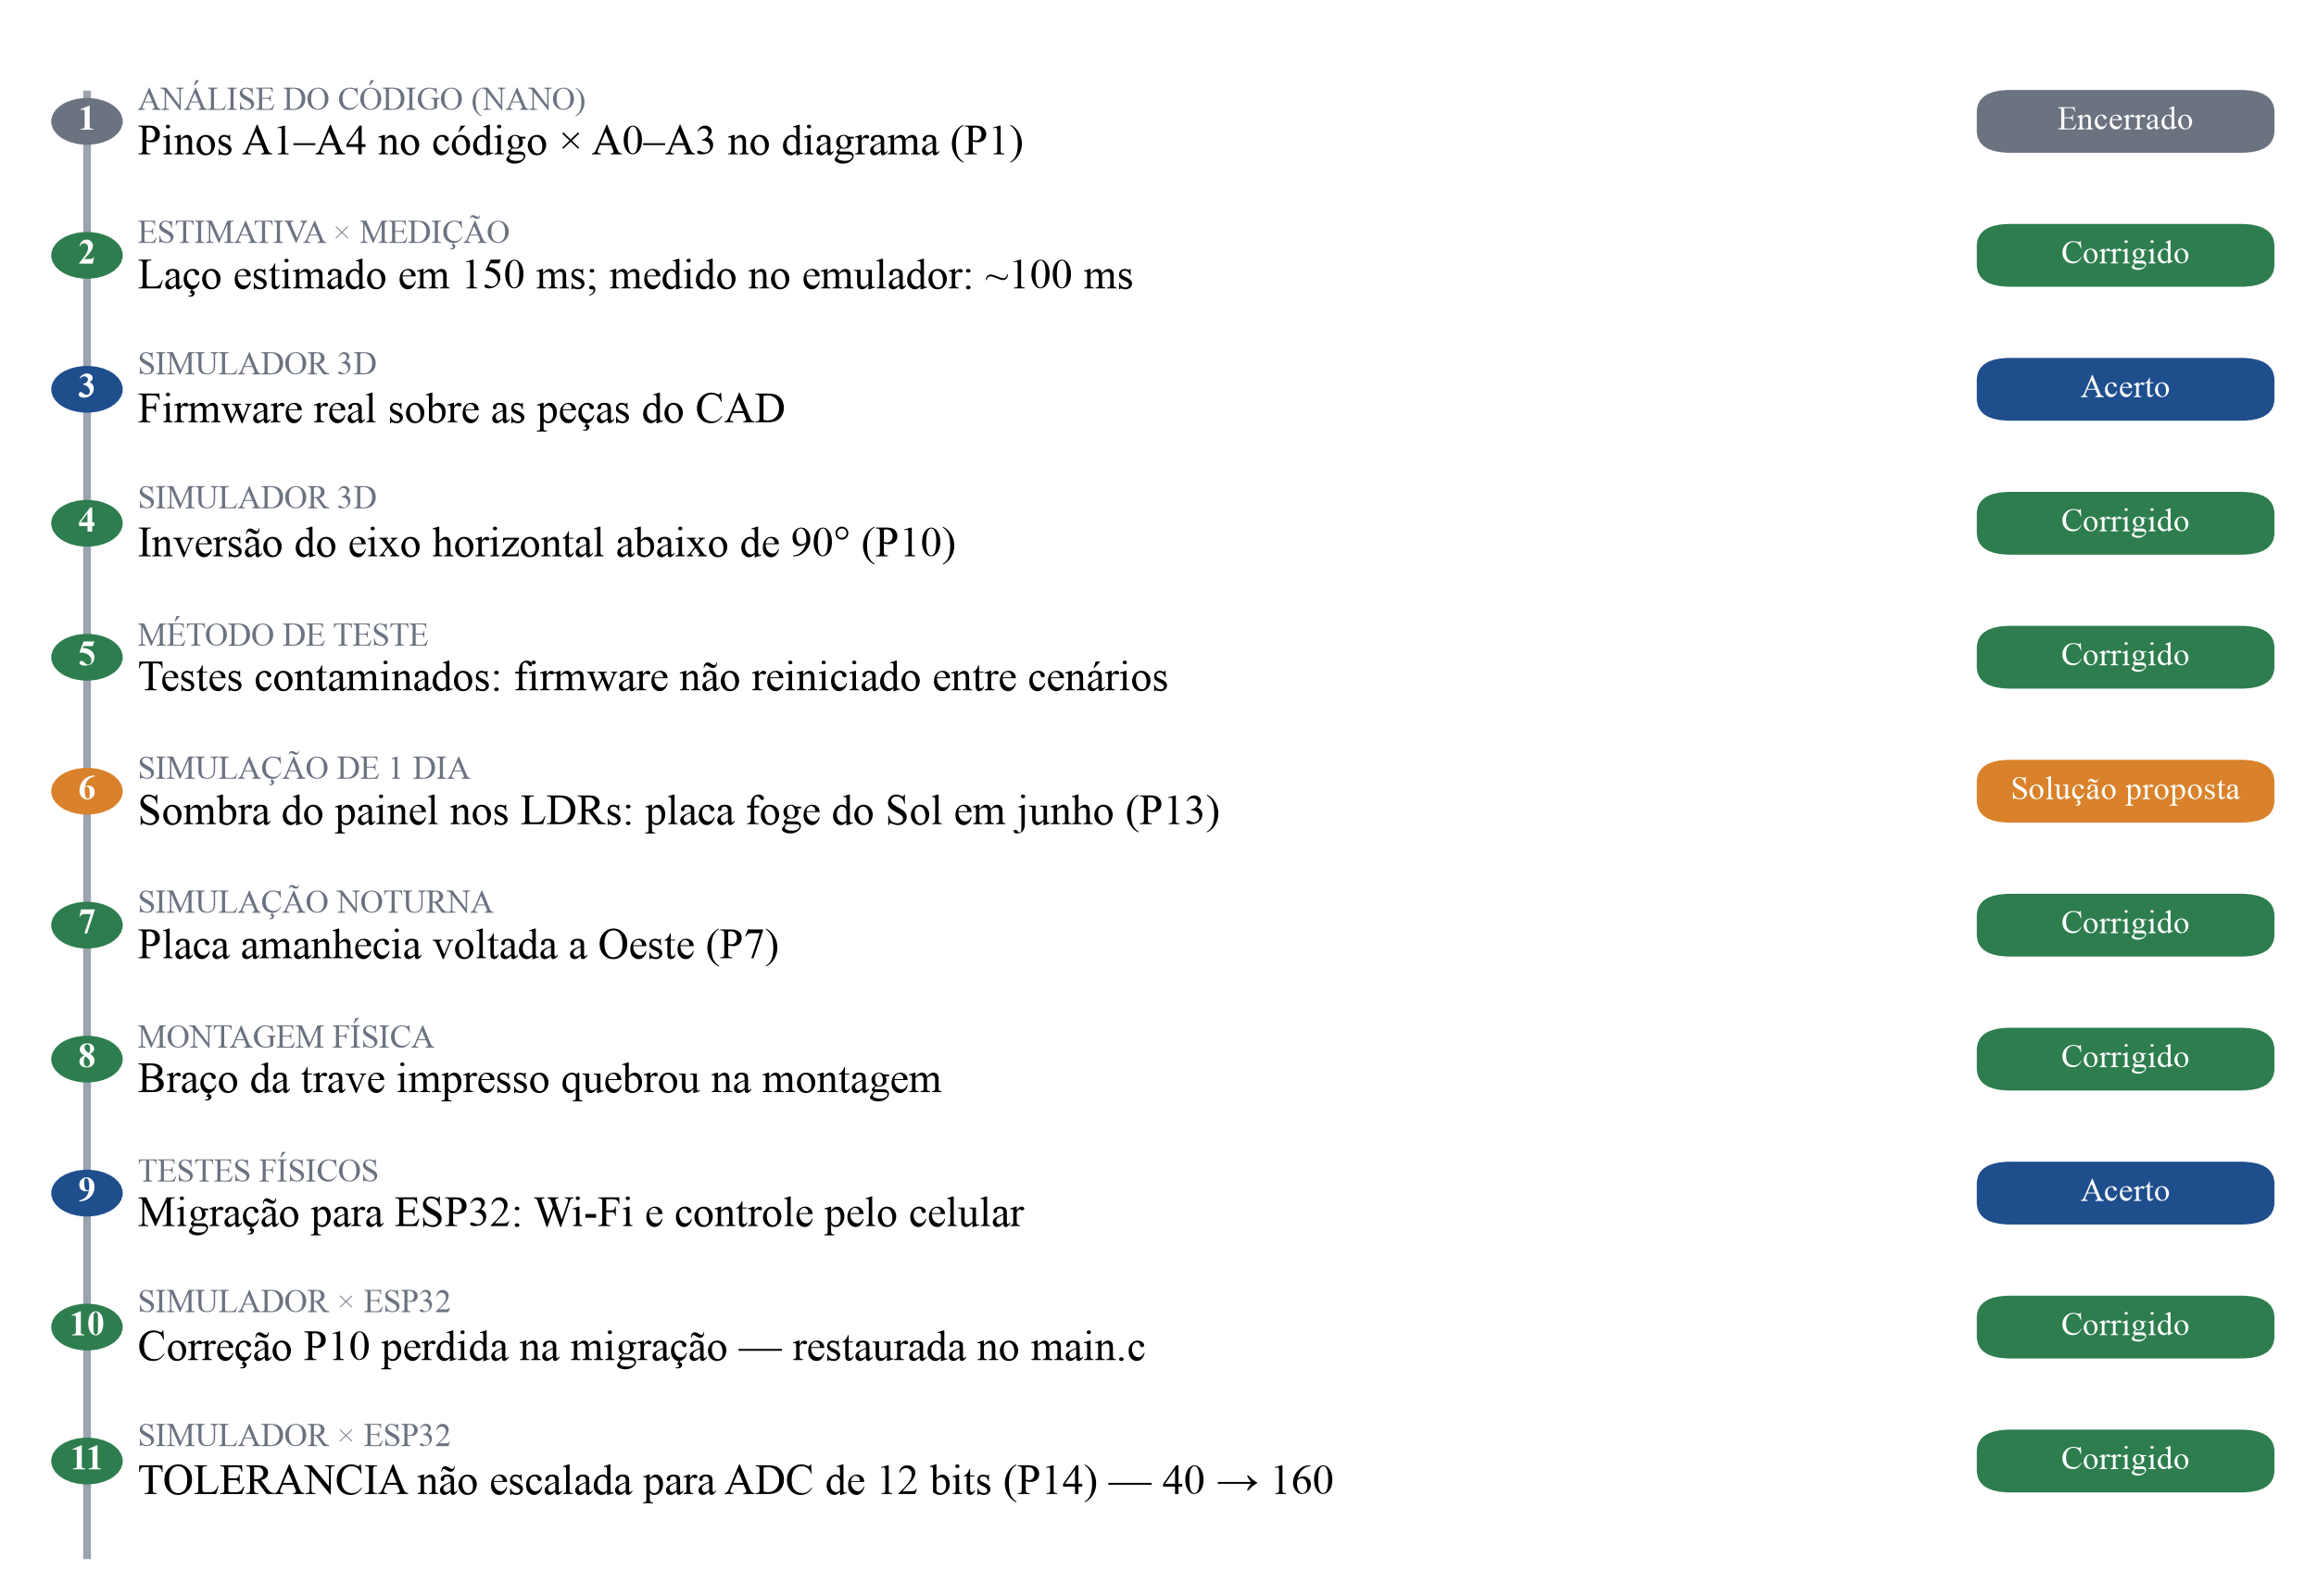 1
ANÁLISE DO CÓDIGO (NANO)
Pinos A1–A4 no código × A0–A3 no diagrama (P1)
Encerrado
2
ESTIMATIVA × MEDIÇÃO
Laço estimado em 150 ms; medido no emulador: ~100 ms
Corrigido
3
SIMULADOR 3D
Firmware real sobre as peças do CAD
Acerto
4
SIMULADOR 3D
Inversão do eixo horizontal abaixo de 90° (P10)
Corrigido
5
MÉTODO DE TESTE
Testes contaminados: firmware não reiniciado entre cenários
Corrigido
6
SIMULAÇÃO DE 1 DIA
Sombra do painel nos LDRs: placa foge do Sol em junho (P13)
Solução proposta
7
SIMULAÇÃO NOTURNA
Placa amanhecia voltada a Oeste (P7)
Corrigido
8
MONTAGEM FÍSICA
Braço da trave impresso quebrou na montagem
Corrigido
9
TESTES FÍSICOS
Migração para ESP32: Wi-Fi e controle pelo celular
Acerto
10
SIMULADOR × ESP32
Correção P10 perdida na migração — restaurada no main.c
Corrigido
11
SIMULADOR × ESP32
TOLERANCIA não escalada para ADC de 12 bits (P14) — 40 → 160
Corrigido